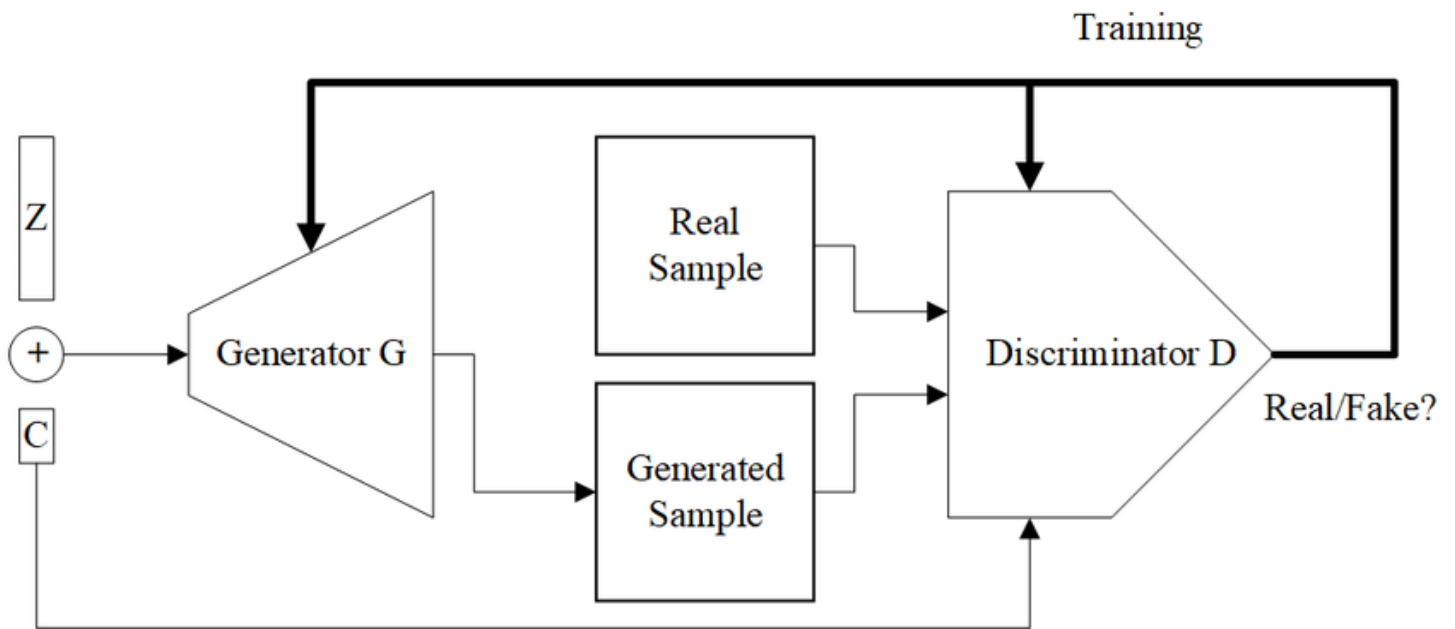 Training
Z
Real
Sample
+
Generator G
Discriminator D
Real/Fake?
C
Generated
Sample